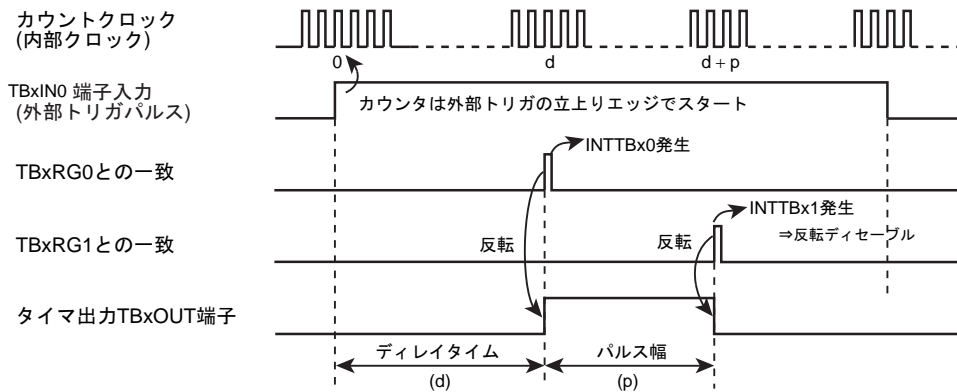 カウントクロック
(内部クロック)
0
d
d + p
TBxIN0 端子入力
(外部トリガパルス)
カウンタは外部トリガの立上りエッジでスタート
INTTBx0発生
TBxRG0との一致
INTTBx1発生
TBxRG1との一致
反転
反転
⇒反転ディセーブル
タイマ出力TBxOUT端子
ディレイタイム
パルス幅
(d)
(p)